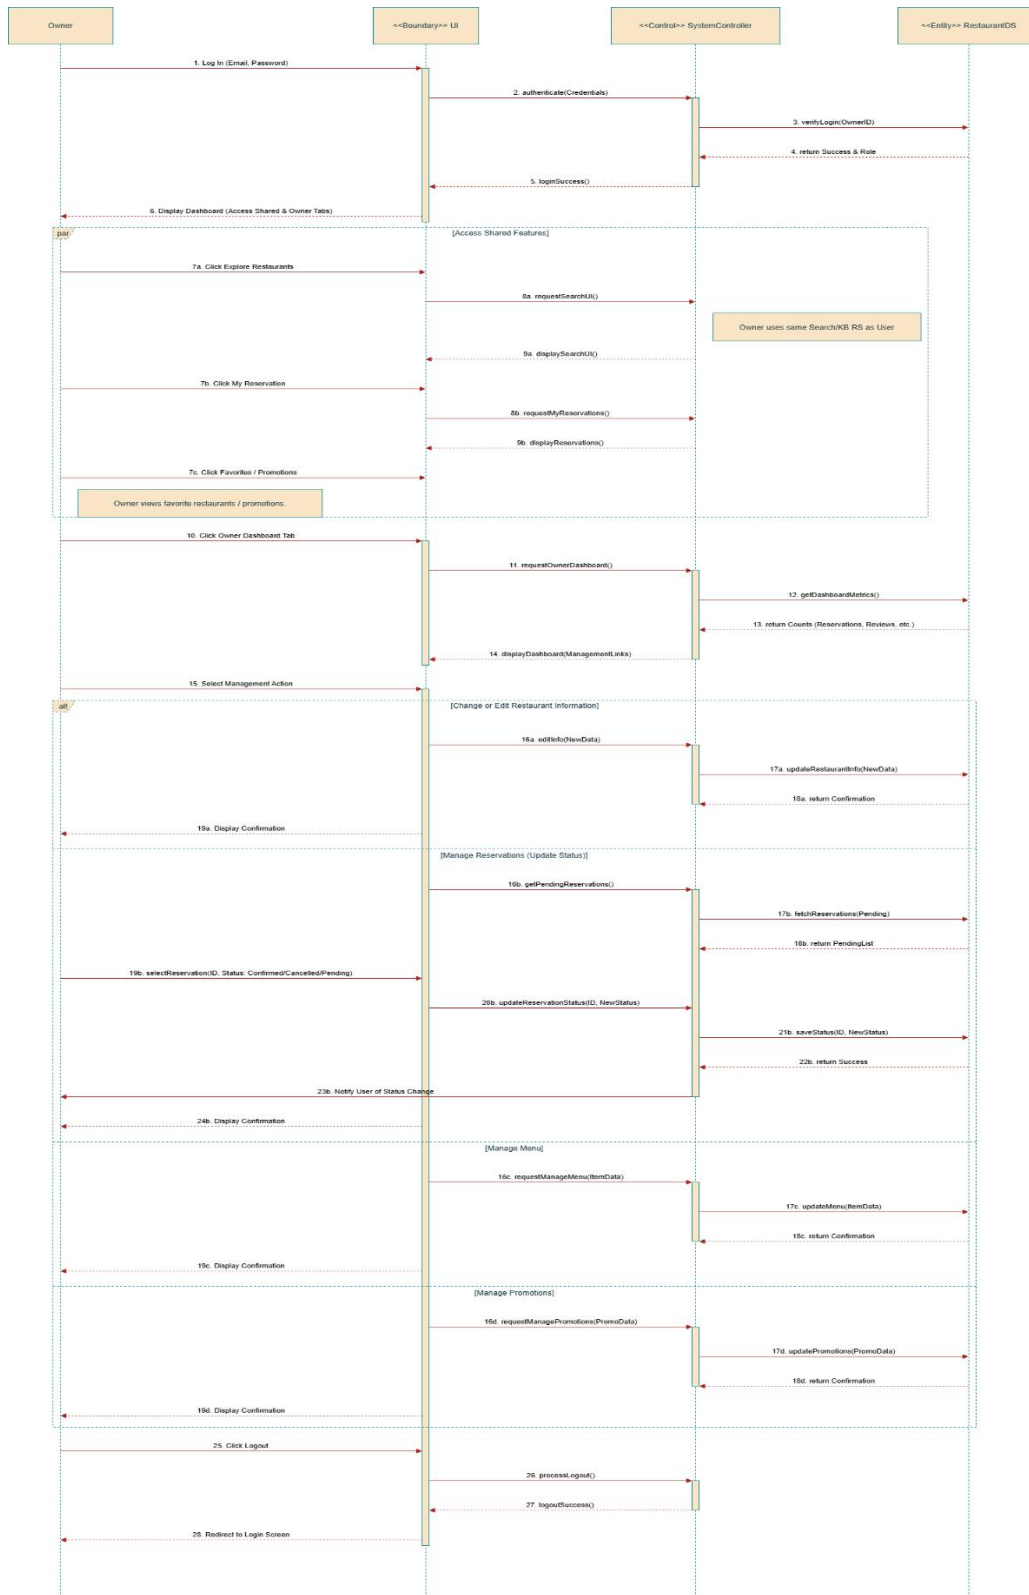 Owner
<<Boundary>> UI
<<Control>> SystemController
<<Entity>> RestaurantDS
1. Log In (Email, Password)
2. authenticate(Credentials)
3. verifyLogin(OwnerID)
4. return Success & Role
5. loginSuccess()
6. Display Dashboard (Access Shared & Owner Tabs)
par
[Access Shared Features]
7a. Click Explore Restaurants
8a. requestSearchUI()
Owner uses same Search/KB RS as User
9a. displaySearchUI()
7b. Click My Reservation
8b. requestMyReservations()
9b. displayReservations()
7c. Click Favorites / Promotions
Owner views favorite restaurants / promotions.
10. Click Owner Dashboard Tab
11. requestOwnerDashboard()
12. getDashboardMetrics()
13. return Counts (Reservations, Reviews, etc.)
14. displayDashboard(ManagementLinks)
15. Select Management Action
alt
[Change or Edit Restaurant Information]
16a. editInfo(NewData)
17a. updateRestaurantInfo(NewData)
18a. return Confirmation
19a. Display Confirmation
[Manage Reservations (Update Status)]
16b. getPendingReservations()
17b. fetchReservations(Pending)
18b. return PendingList
19b. selectReservation(ID, Status: Confirmed/Cancelled/Pending)
20b. updateReservationStatus(ID, NewStatus)
21b. saveStatus(ID, NewStatus)
22b. return Success
23b. Notify User of Status Change
24b. Display Confirmation
[Manage Menu]
16c. requestManageMenu(ItemData)
17c. updateMenu(ItemData)
18c. return Confirmation
19c. Display Confirmation
[Manage Promotions]
16d. requestManagePromotions(PromoData)
17d. updatePromotions(PromoData)
18d. return Confirmation
19d. Display Confirmation
25. Click Logout
26. processLogout()
27. logoutSuccess()
28. Redirect to Login Screen